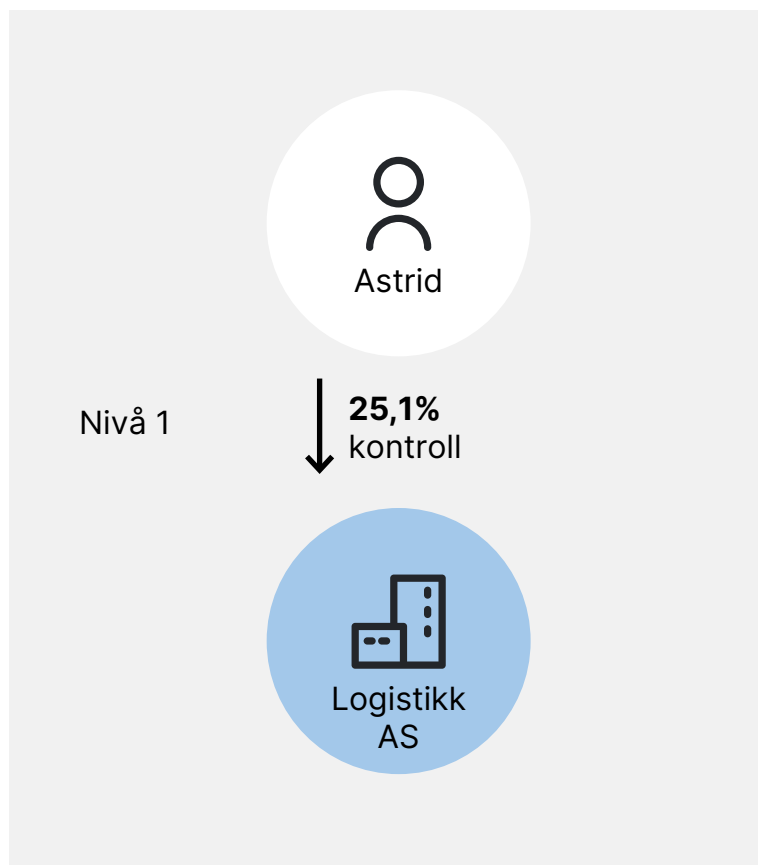 Astrid
Nivå 1
25,1%
kontroll
Logistikk
AS